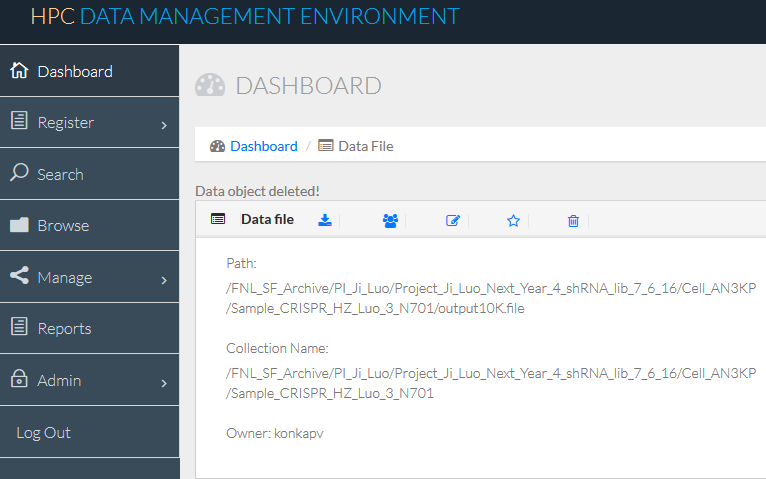 HPC DATA MANAGEMENT ENVIRONMENT
Dashboard
Register
Search
Browse
Manage
Reports
Admin
Log Out
DASHBOARD
Dashboard / Data File
Data object deleted!
Data file
Path:
/FNL_SF_Archive/PI_Ji_Luo/Project_Ji_Luo_Next_Year_4_shRNA_lib_7_6_16/Cell_AN3KP
/Sample_CRISPR_HZ_Luo_3_N701/output10K.file
Collection Name:
/FNL_SF_Archive/PI_Ji_Luo/Project_Ji_Luo_Next_Year_4_shRNA_lib_7_6_16/Cell_AN3KP
/Sample_CRISPR_HZ_Luo_3_N701
Owner: konkapv